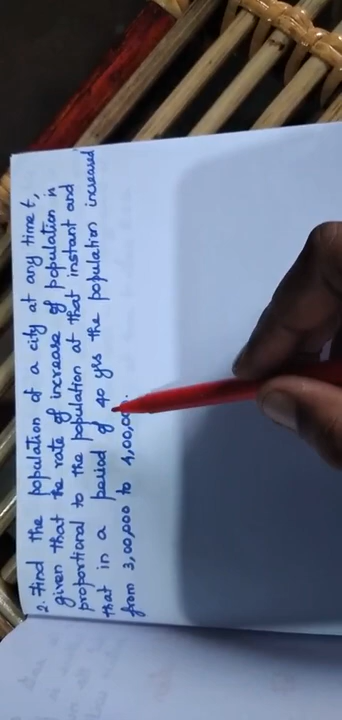 2. Find the population of a city at any time t,
given that the rate of increase of population is
proportional to the population at that instant and
that in a period of 40 yrs the population increased
from 3,00,000 to 4,00,000.